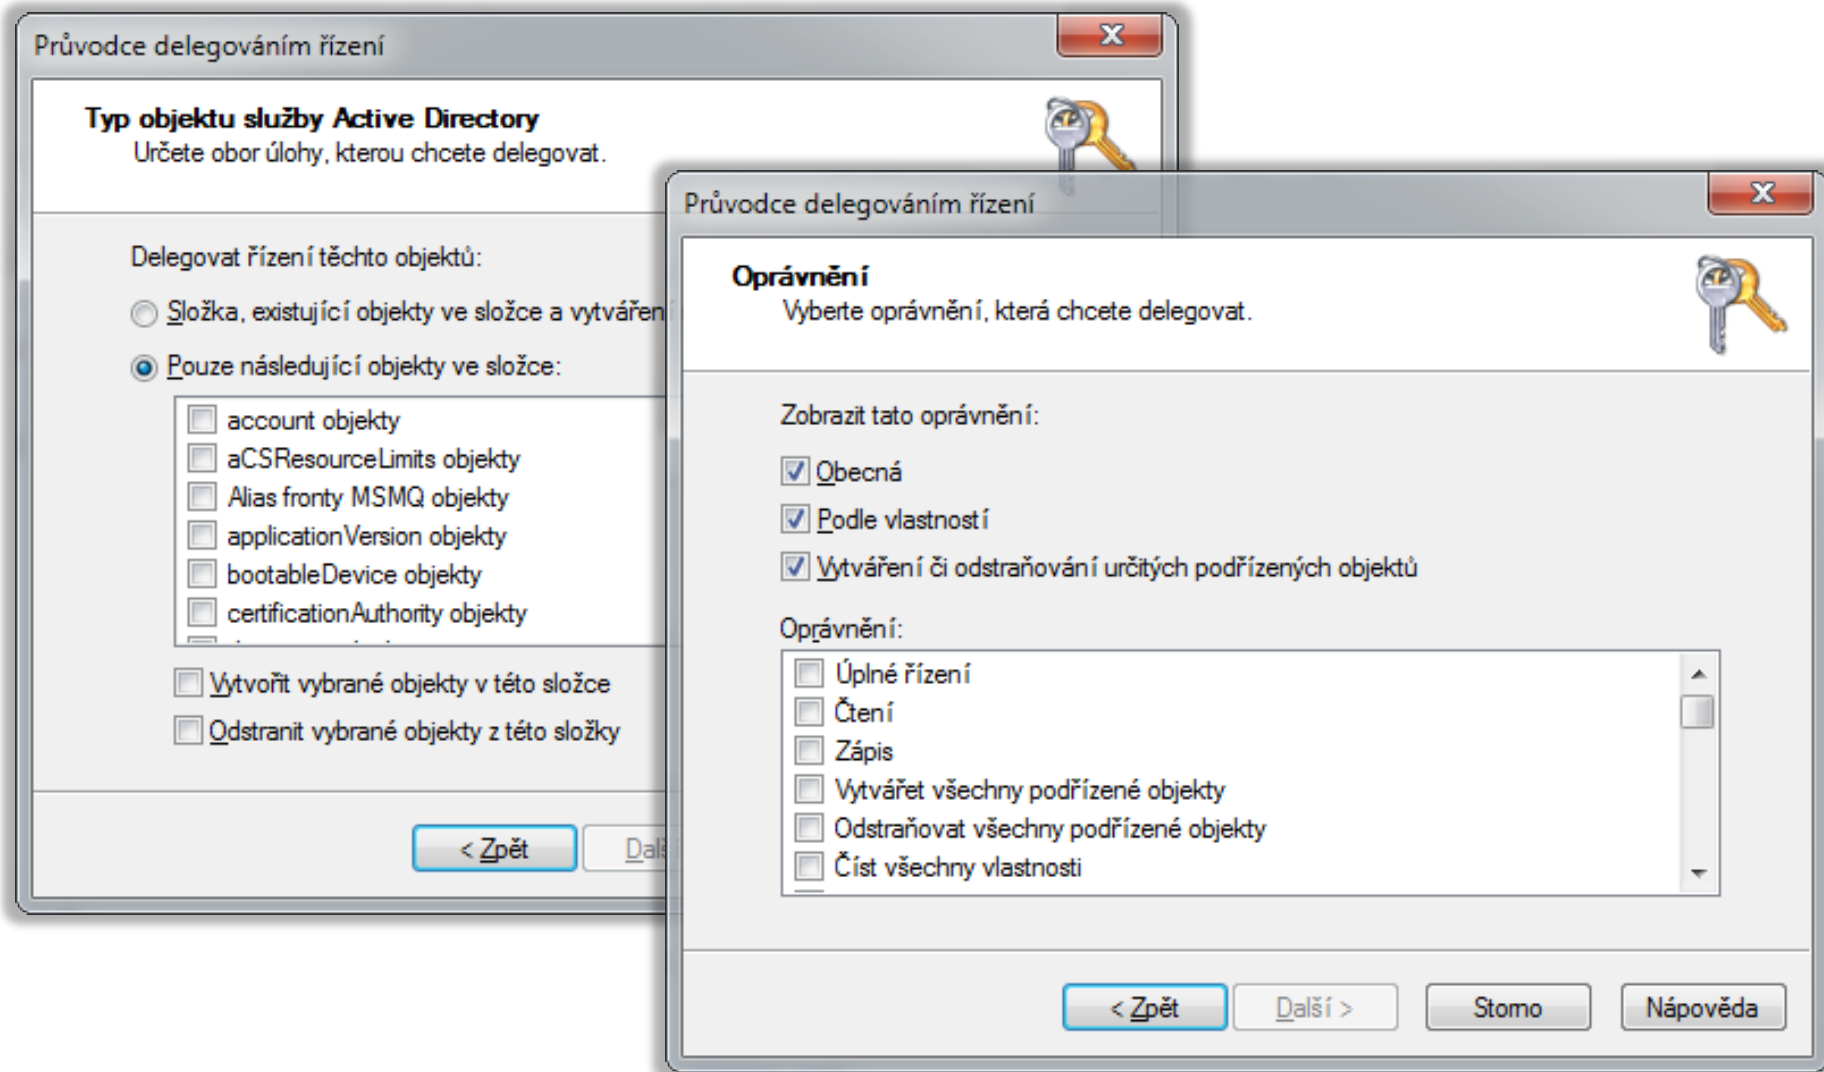 Průvodce delegováním řízení
Typ objektu služby Active Directory
Určete obor úlohy, kterou chcete delegovat.
Delegovat řízení těchto objektů:
Složka, existující objekty ve složce a vytváření
Pouze následující objekty ve složce:
account objekty
aCSResourceLimits objekty
Alias fronty MSMQ objekty
applicationVersion objekty
bootableDevice objekty
certificationAuthority objekty
Vytvořit vybrané objekty v této složce
Odstranit vybrané objekty z této složky
< Zpět
Průvodce delegováním řízení
Oprávnění
Vyberte oprávnění, která chcete delegovat.
Zobrazit tato oprávnění:
Obecná
Podle vlastností
Vytváření či odstraňování určitých podřízených objektů
Oprávnění:
Úplné řízení
Čtení
Zápis
Vytvářet všechny podřízené objekty
Odstraňovat všechny podřízené objekty
Číst všechny vlastnosti
< Zpět
Další >
Storno
Nápověda